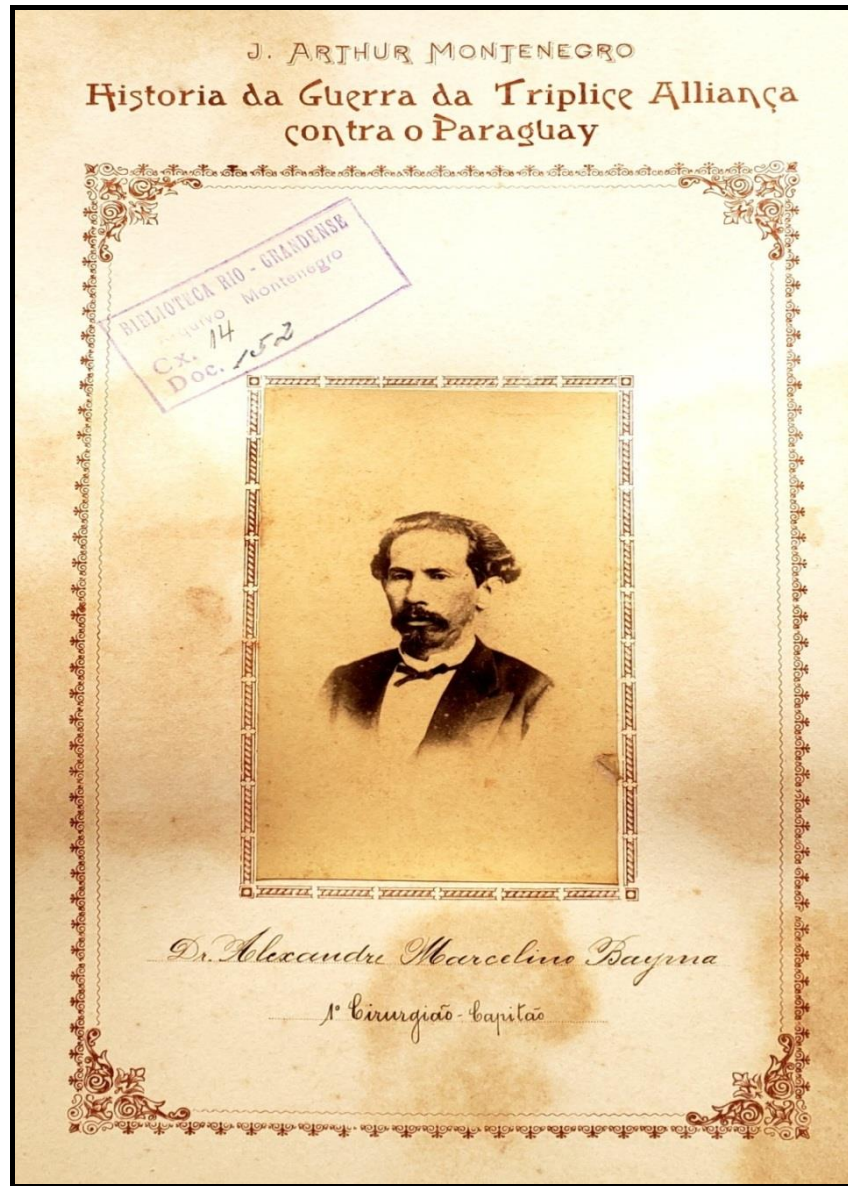 J. ARTHUR MONTENEGRO
Historia da Guerra da Triplice Alliança
contra o Paraguay
BIBLIOTECA RIO - GRANDENSE
Arquivo Montenegro
Cx. 14
Doc. 152
Dr. Alexandre Marcelino Bayma
1º Cirurgião - Capitão